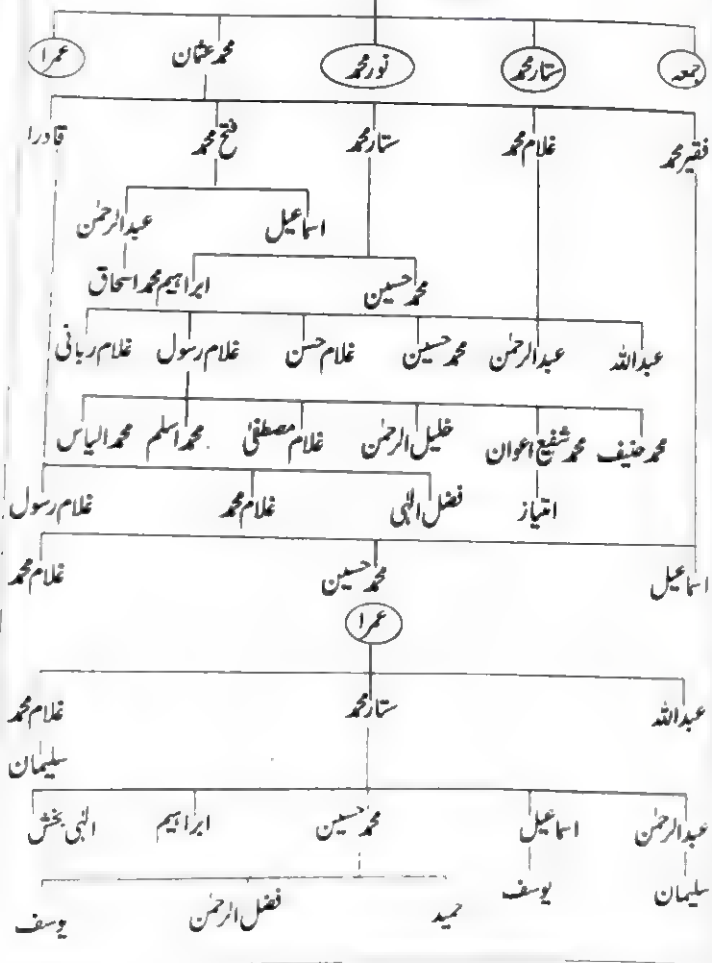 جمعہ ستار محمد نور محمد محمد عثمان عمرا
فقیر محمد غلام محمد ستار محمد فتح محمد قادرا
اسماعیل عبدالرحمٰن
محمد حسین ابراہیم محمد اسحاق
عبداللہ عبدالرحمٰن محمد حسین غلام حسن غلام رسول غلام ربانی
محمد حنیف محمد شفیع اعوان خلیل الرحمٰن غلام مصطفیٰ محمد اسلم محمد الیاس
امتیاز فضل الٰہی غلام محمد غلام رسول
اسماعیل محمد حسین غلام محمد
عمرا
عبداللہ ستار محمد غلام محمد
سلیمان
عبدالرحمٰن اسماعیل محمد حسین ابراہیم الٰہی بخش
سلیمان یوسف
حمید فضل الرحمٰن یوسف